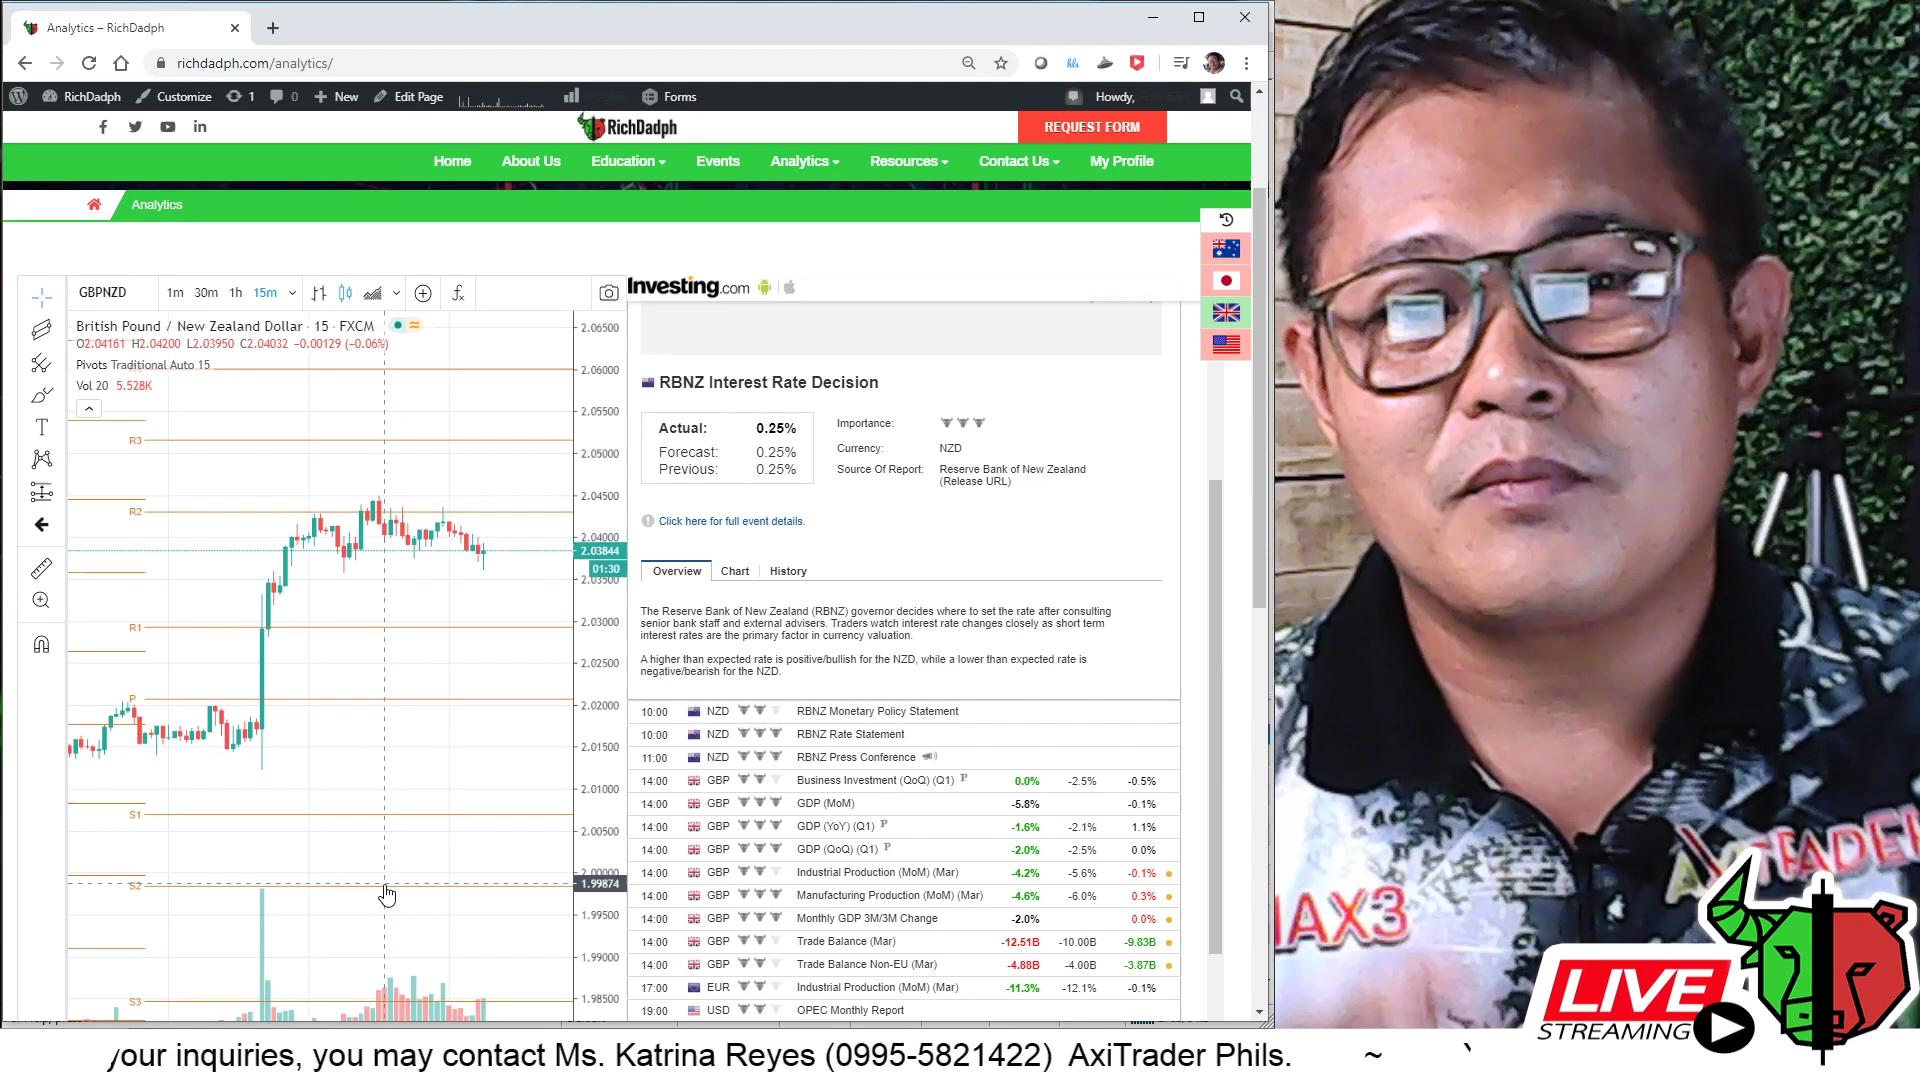 Analytics – RichDadph
richdadph.com/analytics/
RichDadph Customize 1 0 New Edit Page Forms Howdy,
RichDadph
REQUEST FORM
Home About Us Education Events Analytics Resources Contact Us My Profile
Analytics
GBPNZD 1m 30m 1h 15m
British Pound / New Zealand Dollar · 15 · FXCM
O2.04161 H2.04200 L2.03950 C2.04032 −0.00129 (−0.06%)
Pivots Traditional Auto 15
Vol 20 5.528K
R3
R2
R1
P
S1
S2
S3
2.06500
2.06000
2.05500
2.05000
2.04500
2.04000
2.03844
01:30
2.03500
2.03000
2.02500
2.02000
2.01500
2.01000
2.00500
2.00000
1.99874
1.99500
1.99000
1.98500
Investing.com
RBNZ Interest Rate Decision
Actual: 0.25%
Forecast: 0.25%
Previous: 0.25%
Importance:
Currency: NZD
Source Of Report: Reserve Bank of New Zealand
(Release URL)
Click here for full event details.
Overview Chart History
The Reserve Bank of New Zealand (RBNZ) governor decides where to set the rate after consulting
senior bank staff and external advisers. Traders watch interest rate changes closely as short term
interest rates are the primary factor in currency valuation.
A higher than expected rate is positive/bullish for the NZD, while a lower than expected rate is
negative/bearish for the NZD.
10:00 NZD RBNZ Monetary Policy Statement
10:00 NZD RBNZ Rate Statement
11:00 NZD RBNZ Press Conference
14:00 GBP Business Investment (QoQ) (Q1) P 0.0% -2.5% -0.5%
14:00 GBP GDP (MoM) -5.8% -0.1%
14:00 GBP GDP (YoY) (Q1) P -1.6% -2.1% 1.1%
14:00 GBP GDP (QoQ) (Q1) P -2.0% -2.5% 0.0%
14:00 GBP Industrial Production (MoM) (Mar) -4.2% -5.6% -0.1%
14:00 GBP Manufacturing Production (MoM) (Mar) -4.6% -6.0% 0.3%
14:00 GBP Monthly GDP 3M/3M Change -2.0% 0.0%
14:00 GBP Trade Balance (Mar) -12.51B -10.00B -9.83B
14:00 GBP Trade Balance Non-EU (Mar) -4.88B -4.00B -3.87B
17:00 EUR Industrial Production (MoM) (Mar) -11.3% -12.1% -0.1%
19:00 USD OPEC Monthly Report
MAX3
LIVE
STREAMING
your inquiries, you may contact Ms. Katrina Reyes (0995-5821422) AxiTrader Phils. ~ `